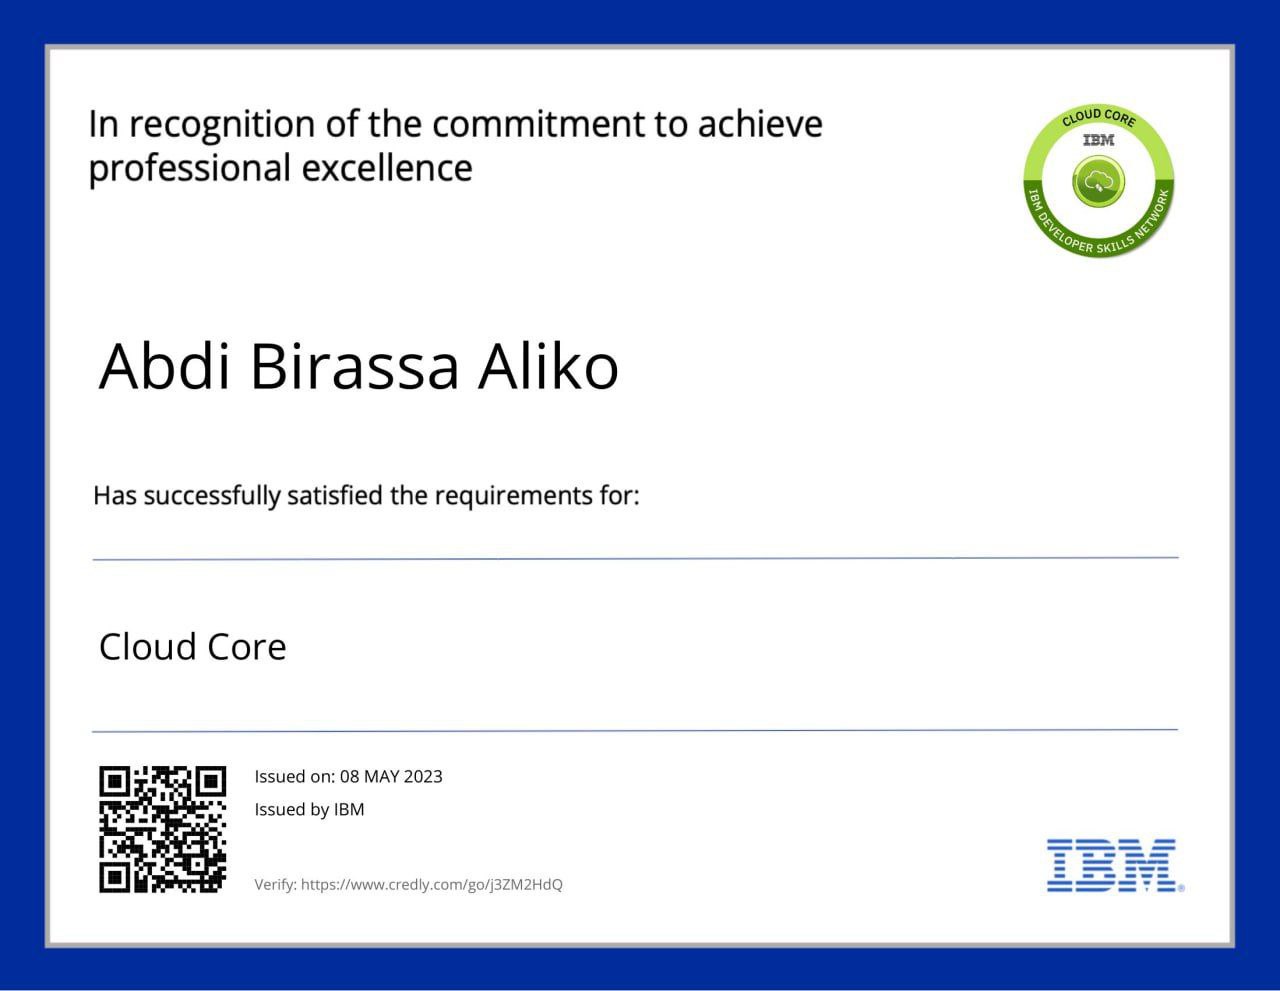 In recognition of the commitment to achieve
professional excellence
CLOUD CORE
IBM
IBM DEVELOPER SKILLS NETWORK
Abdi Birassa Aliko
Has successfully satisfied the requirements for:
Cloud Core
Issued on: 08 MAY 2023
Issued by IBM
Verify: https://www.credly.com/go/j3ZM2HdQ
IBM®